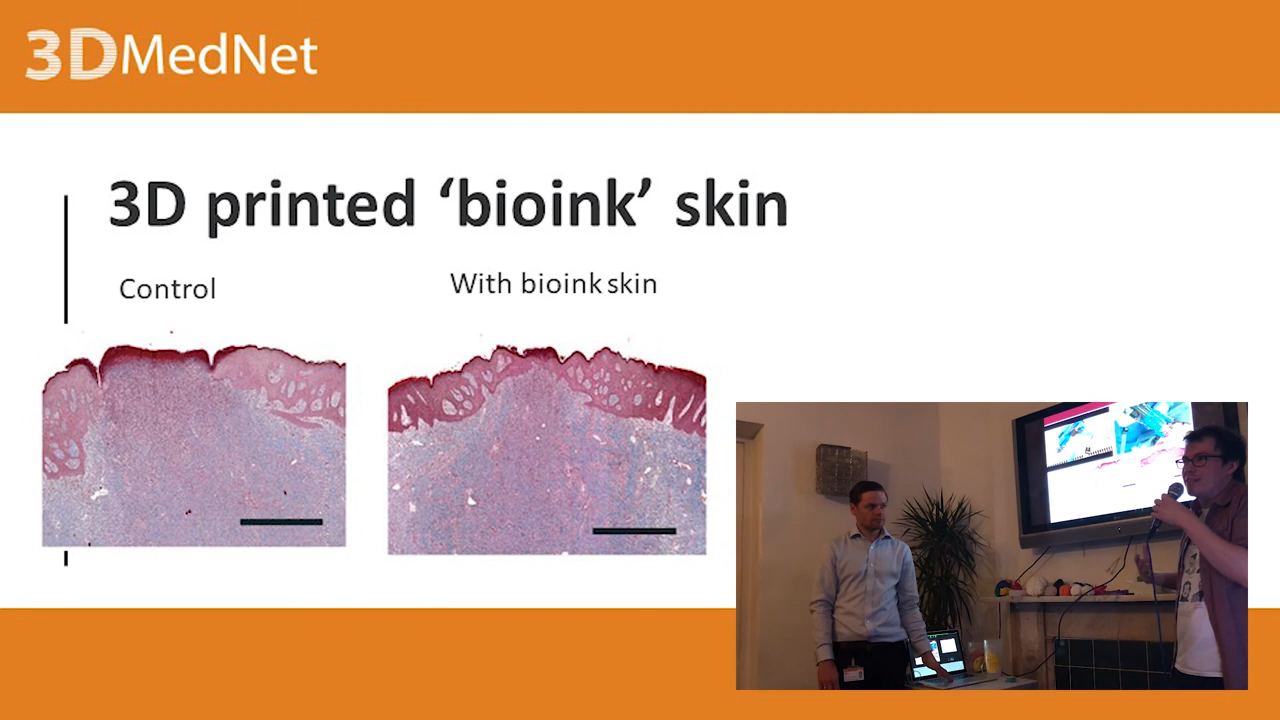 3DMedNet
3D printed ‘bioink’ skin
Control
With bioink skin